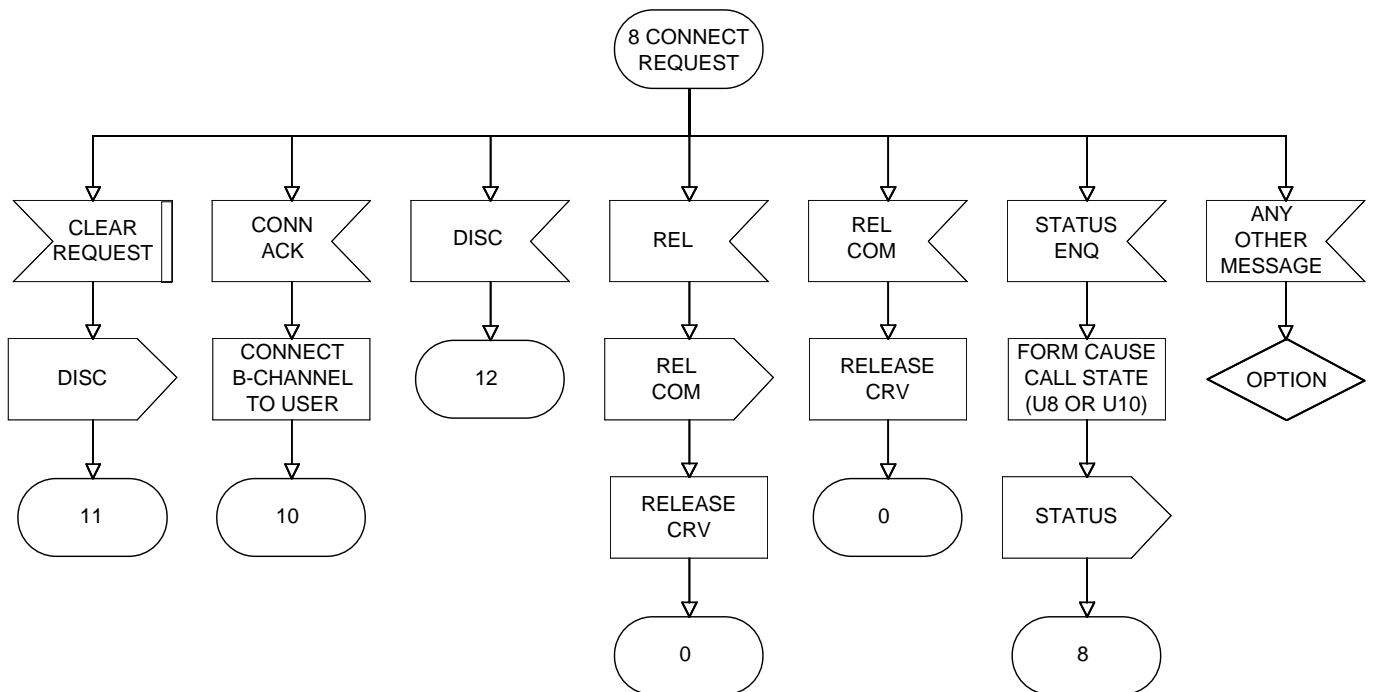 8 CONNECT
REQUEST
CLEAR
REQUEST
CONN
ACK
DISC
REL
REL
COM
STATUS
ENQ
ANY
OTHER
MESSAGE
DISC
CONNECT
B-CHANNEL
TO USER
12
REL
COM
RELEASE
CRV
FORM CAUSE
CALL STATE
(U8 OR U10)
OPTION
11
10
RELEASE
CRV
0
STATUS
0
8